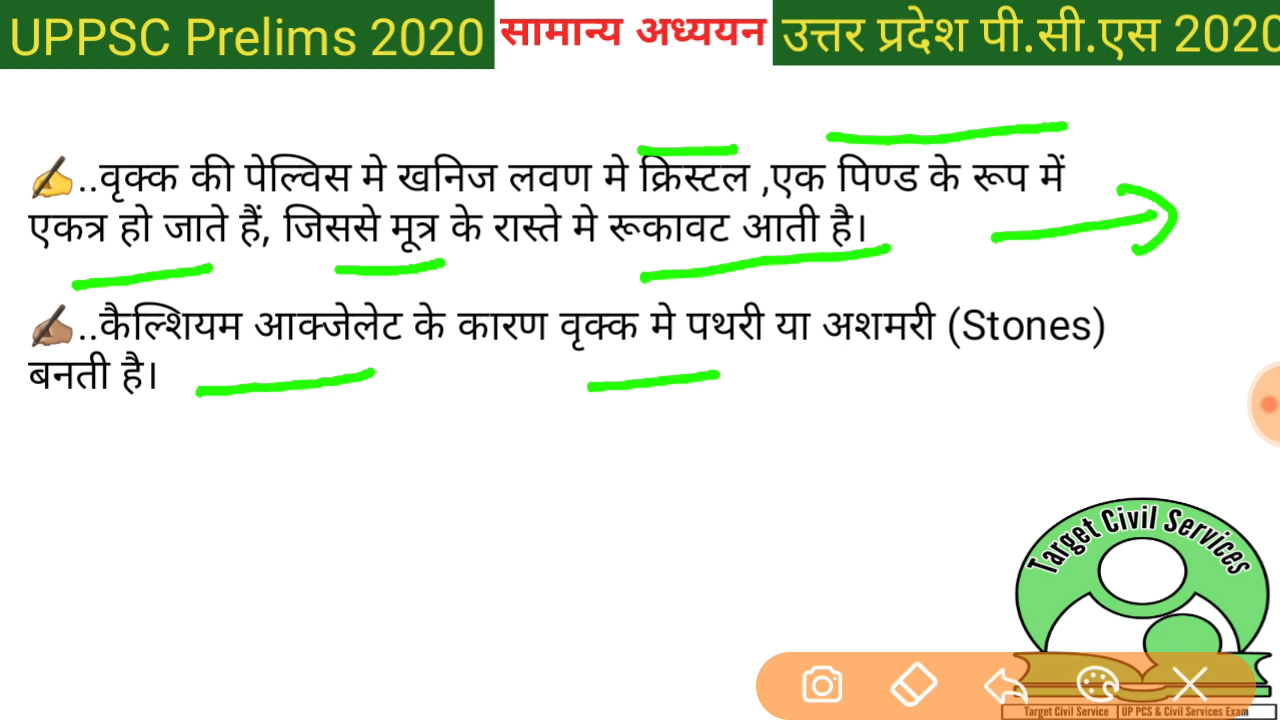 UPPSC Prelims 2020 सामान्य अध्ययन उत्तर प्रदेश पी.सी.एस 2020
✍..वृक्क की पेल्विस मे खनिज लवण मे क्रिस्टल ,एक पिण्ड के रूप में
एकत्र हो जाते हैं, जिससे मूत्र के रास्ते मे रूकावट आती है।
✍🏽..कैल्शियम आक्जेलेट के कारण वृक्क मे पथरी या अशमरी (Stones)
बनती है।
Target Civil Services
Target Civil Service | UP PCS & Civil Services Exam